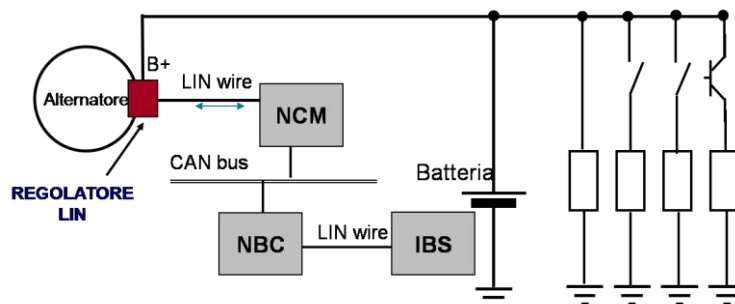 B+
LIN wire
Alternatore
NCM
CAN bus
Batteria
REGOLATORE
LIN
LIN wire
NBC
IBS